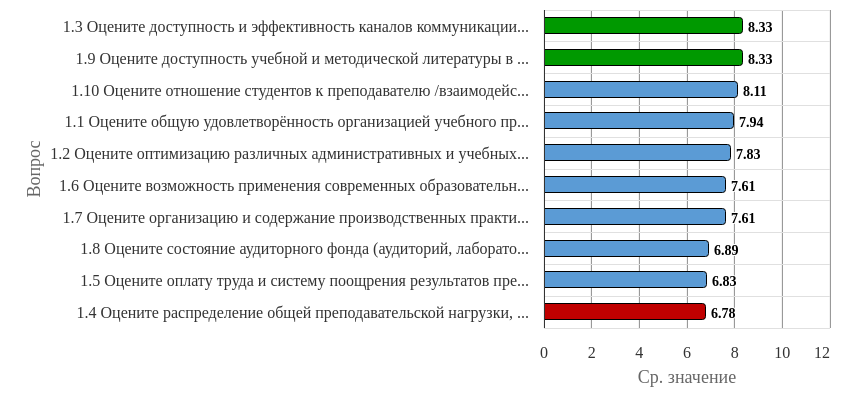 1.3 Оцените доступность и эффективность каналов коммуникации... 8.33
1.9 Оцените доступность учебной и методической литературы в ... 8.33
1.10 Оцените отношение студентов к преподавателю /взаимодейс... 8.11
1.1 Оцените общую удовлетворённость организацией учебного пр... 7.94
1.2 Оцените оптимизацию различных административных и учебных... 7.83
1.6 Оцените возможность применения современных образовательн... 7.61
1.7 Оцените организацию и содержание производственных практи... 7.61
1.8 Оцените состояние аудиторного фонда (аудиторий, лаборато... 6.89
1.5 Оцените оплату труда и систему поощрения результатов пре... 6.83
1.4 Оцените распределение общей преподавательской нагрузки, ... 6.78
Вопрос
0 2 4 6 8 10 12
Ср. значение